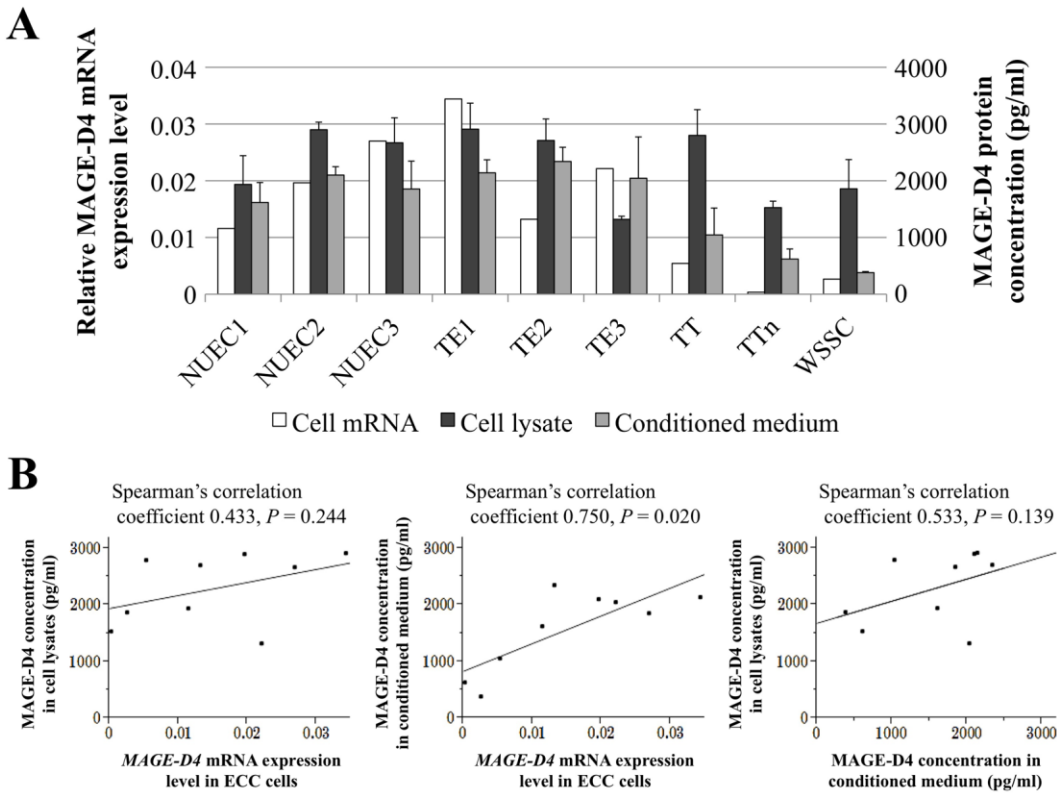 A
Relative MAGE-D4 mRNA
expression level
0.04
0.03
0.02
0.01
0
4000
3000
2000
1000
0
MAGE-D4 protein
concentration (pg/ml)
NUEC1
NUEC2
NUEC3
TE1
TE2
TE3
TT
TTn
WSSC
Cell mRNA
Cell lysate
Conditioned medium
B
Spearman's correlation
coefficient 0.433, P = 0.244
MAGE-D4 concentration
in cell lysates (pg/ml)
3000
2000
1000
0
0
0.01
0.02
0.03
MAGE-D4 mRNA expression
level in ECC cells
Spearman's correlation
coefficient 0.750, P = 0.020
MAGE-D4 concentration
in conditioned medium (pg/ml)
3000
2000
1000
0
0
0.01
0.02
0.03
MAGE-D4 mRNA expression
level in ECC cells
Spearman's correlation
coefficient 0.533, P = 0.139
MAGE-D4 concentration
in cell lysates (pg/ml)
3000
2000
1000
0
0
1000
2000
3000
MAGE-D4 concentration in
conditioned medium (pg/ml)